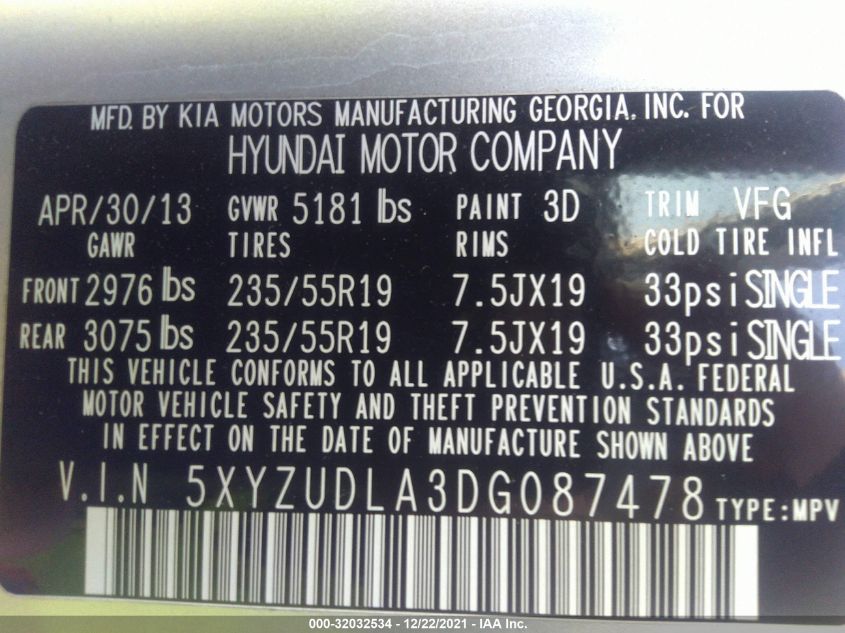 MFD. BY KIA MOTORS MANUFACTURING GEORGIA, INC. FOR
HYUNDAI MOTOR COMPANY
APR/30/13 GVWR 5181 lbs PAINT 3D TRIM VFG
GAWR TIRES RIMS COLD TIRE INFL
FRONT 2976 lbs 235/55R19 7.5JX19 33psi SINGLE
REAR 3075 lbs 235/55R19 7.5JX19 33psi SINGLE
THIS VEHICLE CONFORMS TO ALL APPLICABLE U.S.A. FEDERAL
MOTOR VEHICLE SAFETY AND THEFT PREVENTION STANDARDS
IN EFFECT ON THE DATE OF MANUFACTURE SHOWN ABOVE
V.I.N 5XYZUDLA3DG087478 TYPE:MPV
000-32032534 - 12/22/2021 - IAA Inc.